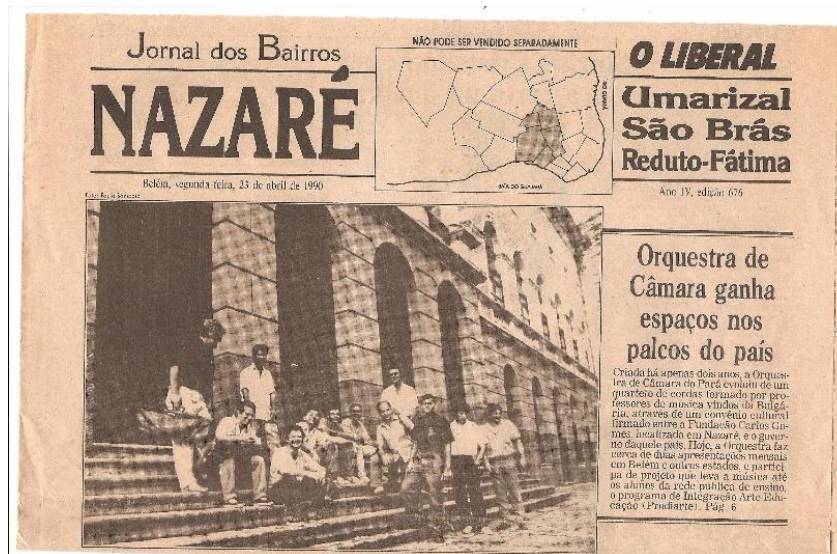 Jornal dos Bairros
NAZARÉ
Belém, segunda-feira, 23 de abril de 1990
NÃO PODE SER VENDIDO SEPARADAMENTE
BAÍA DO GUAJARÁ
O LIBERAL
Umarizal
São Brás
Reduto-Fátima
Ano IV, edição 676
Orquestra de
Câmara ganha
espaços nos
palcos do país
Criada há apenas dois anos, a Orques-
tra de Câmara do Pará evoluiu de um
quarteto de cordas formado por pro-
fessores de música vindos da Bulgá-
ria, através de um convênio cultural
firmado entre a Fundação Carlos Go-
mes, localizada em Nazaré, e o gover-
no daquele país. Hoje, a Orquestra faz
cerca de duas apresentações mensais
em Belém e outros estados, e partici-
pa de projeto que leva a música até
os alunos da rede pública de ensino,
o programa de Integração Arte Edu-
cação (Prodiarte). Pág. 6